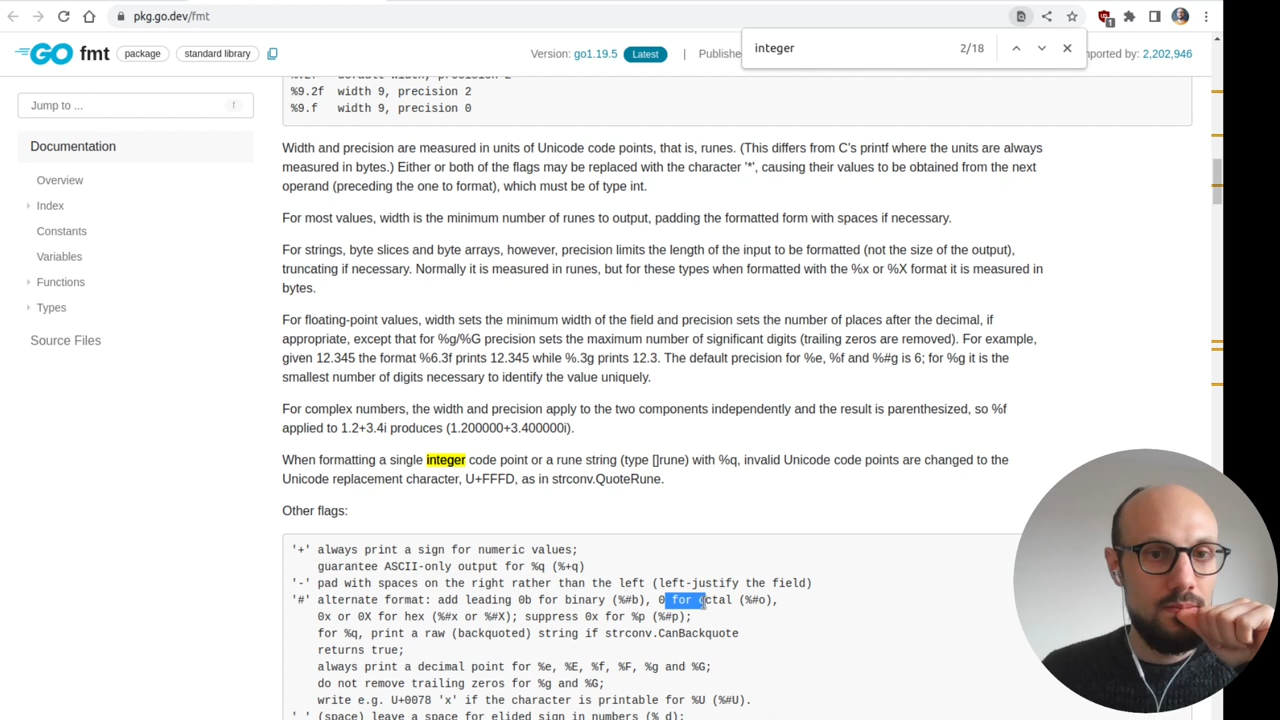 pkg.go.dev/fmt
integer
2/18
GO fmt package standard library
Version: go1.19.5 Latest | Publishe
ported by: 2,202,946
Jump to ... f
Documentation
Overview
Index
Constants
Variables
Functions
Types
Source Files
%9.2f   width 9, precision 2
%9.f    width 9, precision 0
Width and precision are measured in units of Unicode code points, that is, runes. (This differs from C's printf where the units are always
measured in bytes.) Either or both of the flags may be replaced with the character '*', causing their values to be obtained from the next
operand (preceding the one to format), which must be of type int.
For most values, width is the minimum number of runes to output, padding the formatted form with spaces if necessary.
For strings, byte slices and byte arrays, however, precision limits the length of the input to be formatted (not the size of the output),
truncating if necessary. Normally it is measured in runes, but for these types when formatted with the %x or %X format it is measured in
bytes.
For floating-point values, width sets the minimum width of the field and precision sets the number of places after the decimal, if
appropriate, except that for %g/%G precision sets the maximum number of significant digits (trailing zeros are removed). For example,
given 12.345 the format %6.3f prints 12.345 while %.3g prints 12.3. The default precision for %e, %f and %#g is 6; for %g it is the
smallest number of digits necessary to identify the value uniquely.
For complex numbers, the width and precision apply to the two components independently and the result is parenthesized, so %f
applied to 1.2+3.4i produces (1.200000+3.400000i).
When formatting a single integer code point or a rune string (type []rune) with %q, invalid Unicode code points are changed to the
Unicode replacement character, U+FFFD, as in strconv.QuoteRune.
Other flags:
'+' always print a sign for numeric values;
guarantee ASCII-only output for %q (%+q)
'-' pad with spaces on the right rather than the left (left-justify the field)
'#' alternate format: add leading 0b for binary (%#b), 0 for octal (%#o),
0x or 0X for hex (%#x or %#X); suppress 0x for %p (%#p);
for %q, print a raw (backquoted) string if strconv.CanBackquote
returns true;
always print a decimal point for %e, %E, %f, %F, %g and %G;
do not remove trailing zeros for %g and %G;
write e.g. U+0078 'x' if the character is printable for %U (%#U).
' ' (space) leave a space for elided sign in numbers (% d);